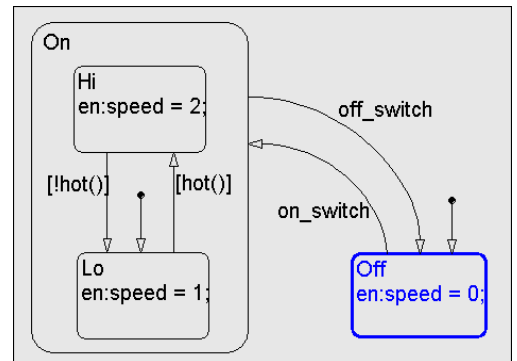 On
Hi
en:speed = 2;
off_switch
[!hot()]
[hot()]
on_switch
Lo
en:speed = 1;
Off
en:speed = 0;